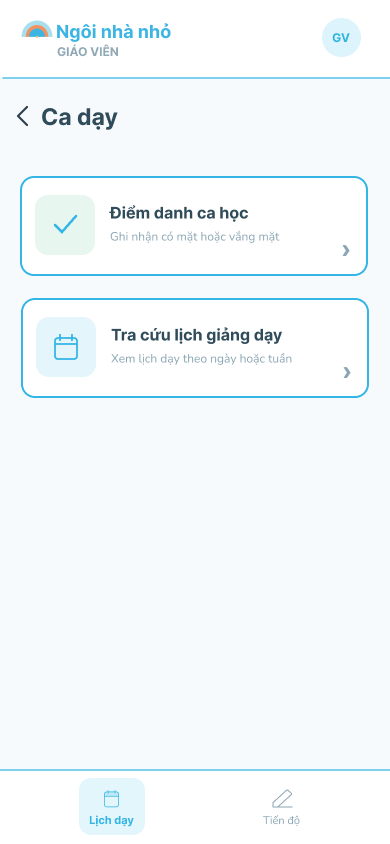 Ngôi nhà nhỏ
GIÁO VIÊN
GV
Ca dạy
Điểm danh ca học
Ghi nhận có mặt hoặc vắng mặt
Tra cứu lịch giảng dạy
Xem lịch dạy theo ngày hoặc tuần
Lịch dạy
Tiến độ